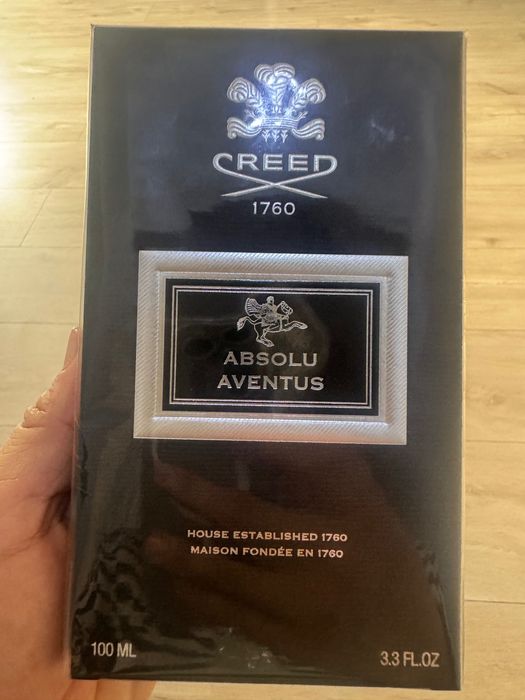 CREED
1760
ABSOLU
AVENTUS
HOUSE ESTABLISHED 1760
MAISON FONDÉE EN 1760
100 ML
3.3 FL.OZ